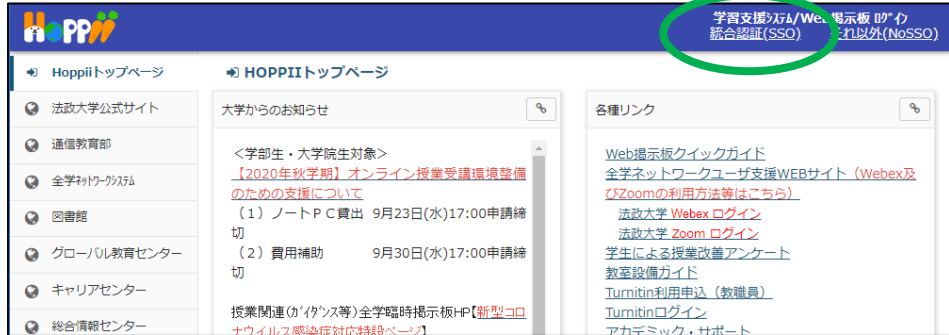 HOPPII
学習支援ｼｽﾃﾑ/Web掲示板 ﾛｸﾞｲﾝ
統合認証(SSO)
それ以外(NoSSO)
Hoppiiトップページ
法政大学公式サイト
通信教育部
全学ﾈｯﾄﾜｰｸｼｽﾃﾑ
図書館
グローバル教育センター
キャリアセンター
総合情報センター
HOPPIIトップページ
大学からのお知らせ
＜学部生・大学院生対象＞
【2020年秋学期】オンライン授業受講環境整備
のための支援について
（１）ノートＰＣ貸出 9月23日(水)17:00申請締
切
（２）費用補助 9月30日(水)17:00申請締
切
授業関連(ｶﾞｲﾀﾞﾝｽ等)全学臨時掲示板HP【新型コロ
ナウイルス感染症対応特設ページ】
各種リンク
Web掲示板クイックガイド
全学ネットワークユーザ支援WEBサイト（Webex及
びZoomの利用方法等はこちら）
法政大学 Webex ログイン
法政大学 Zoom ログイン
学生による授業改善アンケート
教室設備ガイド
Turnitin利用申込（教職員）
Turnitinログイン
アカデミック・サポート